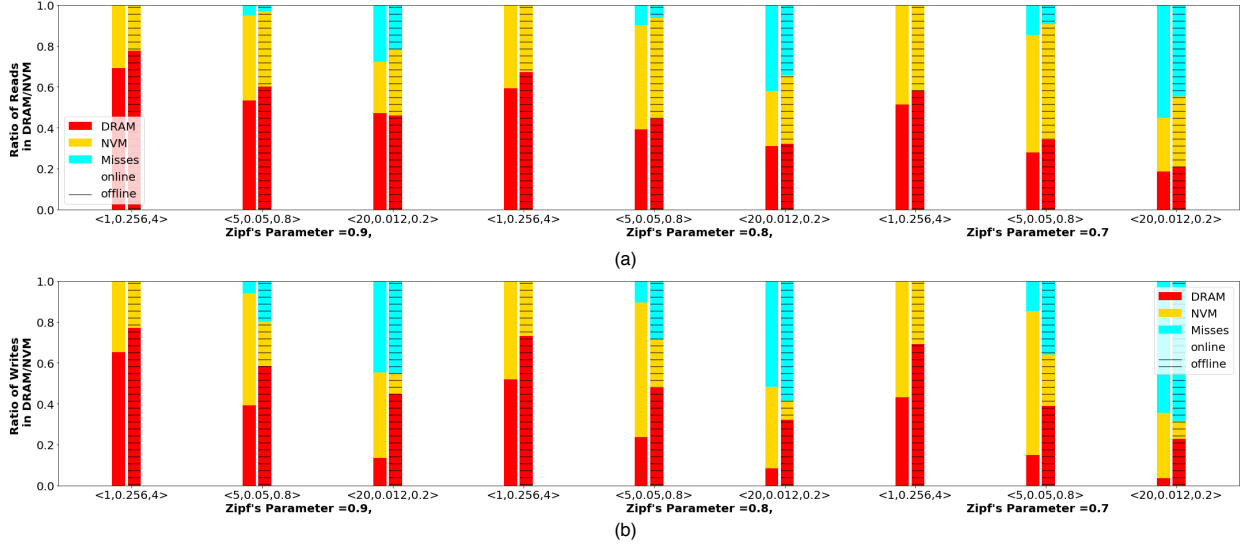 Ratio of Reads
in DRAM/NVM
1.0
0.8
0.6
0.4
0.2
0.0
DRAM
NVM
Misses
online
offline
<1,0.256,4> <5,0.05,0.8> <20,0.012,0.2> <1,0.256,4> <5,0.05,0.8> <20,0.012,0.2> <1,0.256,4> <5,0.05,0.8> <20,0.012,0.2>
Zipf's Parameter =0.9, Zipf's Parameter =0.8, Zipf's Parameter =0.7
(a)
Ratio of Writes
in DRAM/NVM
1.0
0.8
0.6
0.4
0.2
0.0
DRAM
NVM
Misses
online
offline
<1,0.256,4> <5,0.05,0.8> <20,0.012,0.2> <1,0.256,4> <5,0.05,0.8> <20,0.012,0.2> <1,0.256,4> <5,0.05,0.8> <20,0.012,0.2>
Zipf's Parameter =0.9, Zipf's Parameter =0.8, Zipf's Parameter =0.7
(b)